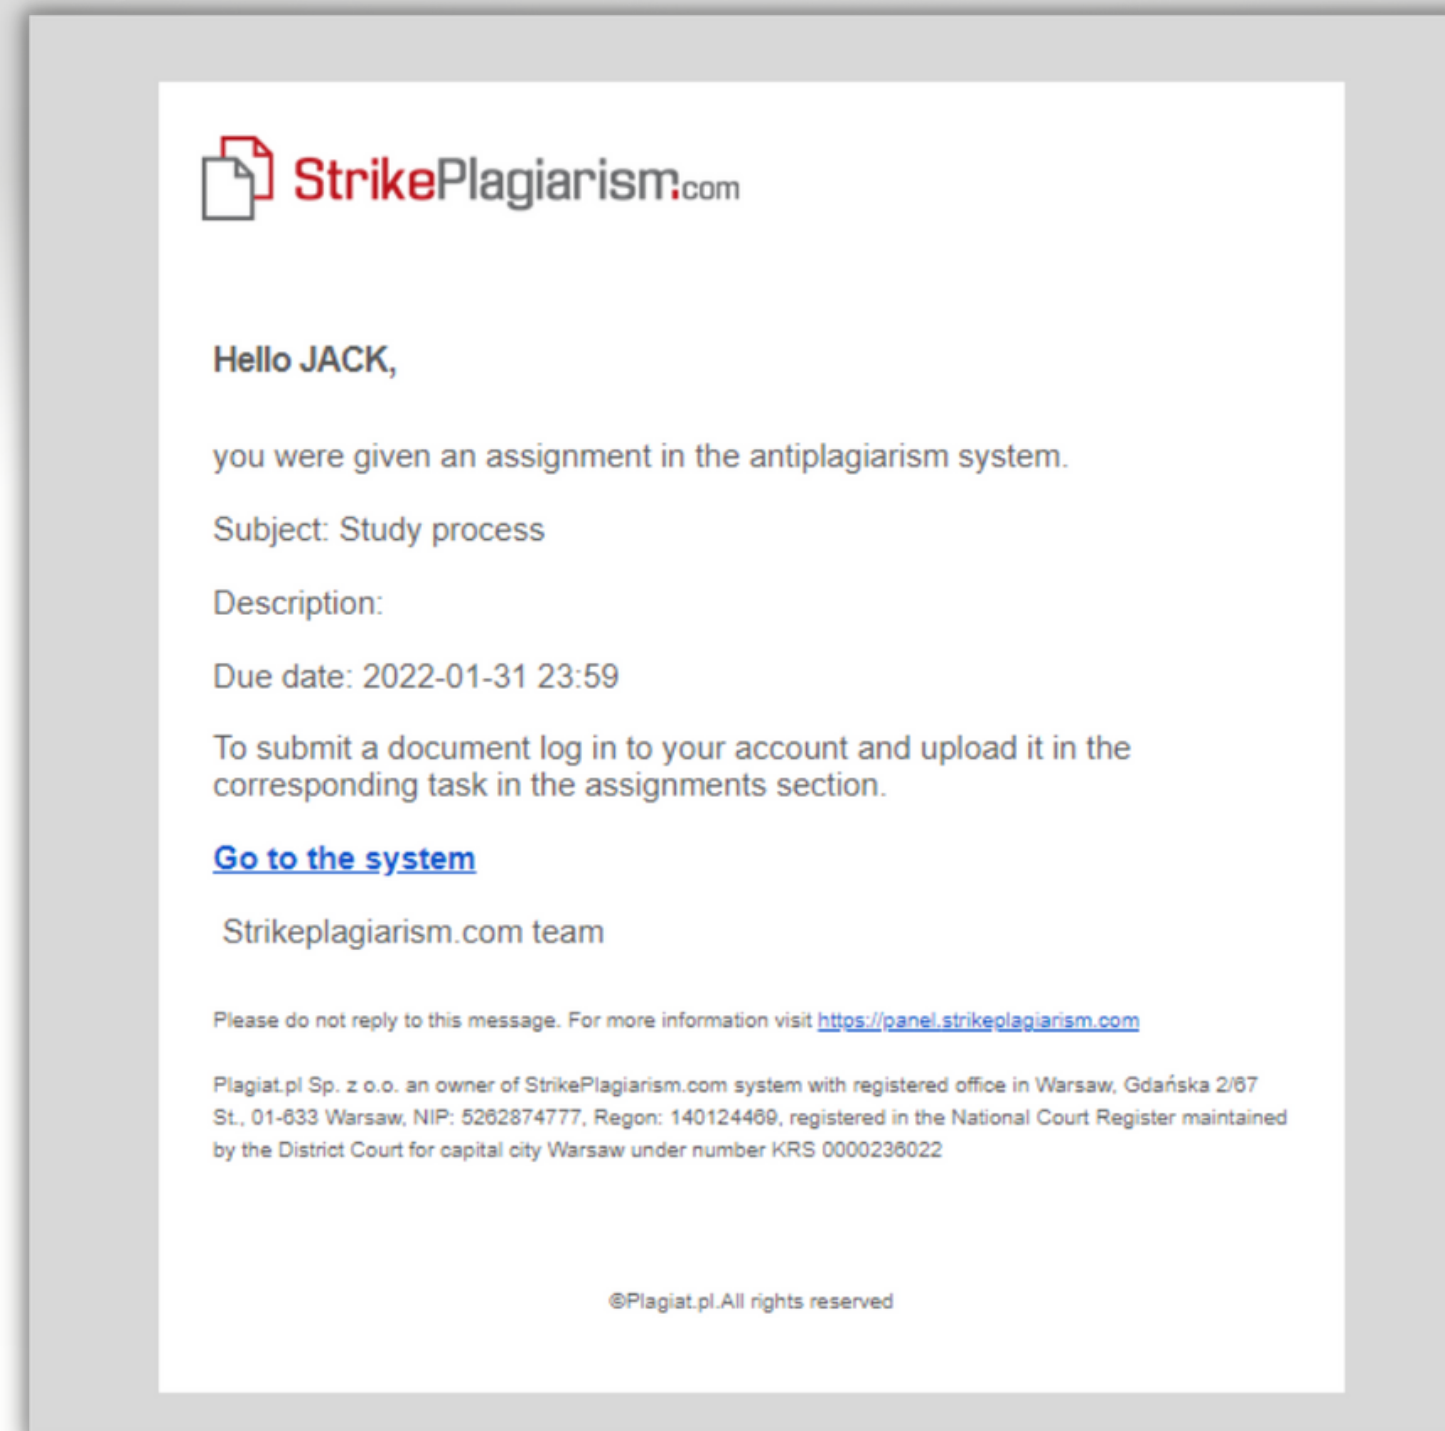 StrikePlagiarism.com
Hello JACK,
you were given an assignment in the antiplagiarism system.
Subject: Study process
Description:
Due date: 2022-01-31 23:59
To submit a document log in to your account and upload it in the
corresponding task in the assignments section.
Go to the system
Strikeplagiarism.com team
Please do not reply to this message. For more information visit https://panel.strikeplagiarism.com
Plagiat.pl Sp. z o.o. an owner of StrikePlagiarism.com system with registered office in Warsaw, Gdańska 2/67
St., 01-633 Warsaw, NIP: 5262874777, Regon: 140124469, registered in the National Court Register maintained
by the District Court for capital city Warsaw under number KRS 0000236022
©Plagiat.pl.All rights reserved